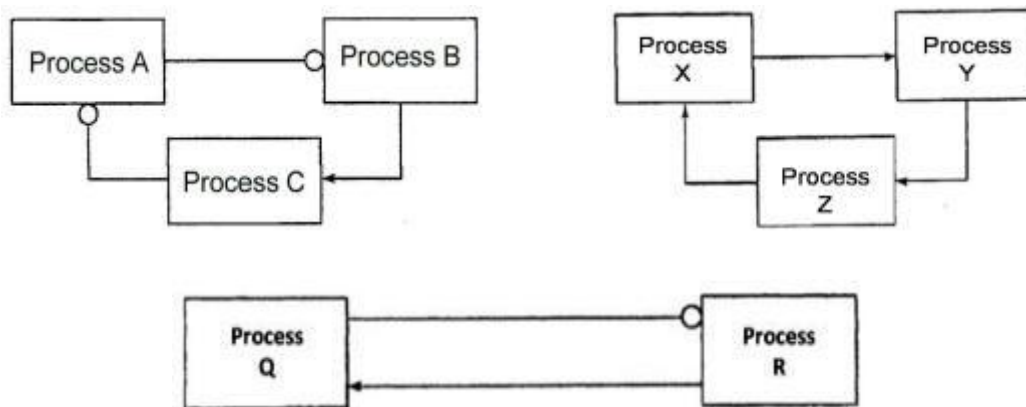 Process A
Process B
Process C
Process
X
Process
Y
Process
Z
Process
Q
Process
R